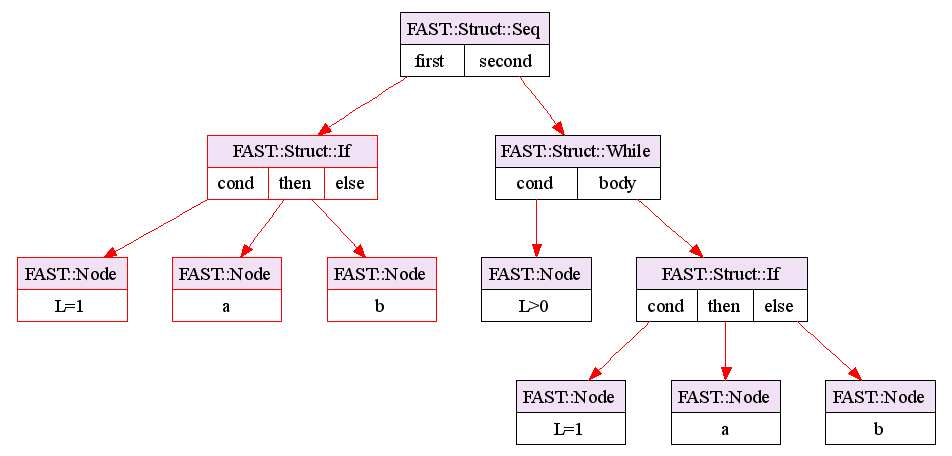 FAST::Struct::Seq
first second
FAST::Struct::If
cond then else
FAST::Struct::While
cond body
FAST::Node
L=1
FAST::Node
a
FAST::Node
b
FAST::Node
L>0
FAST::Struct::If
cond then else
FAST::Node
L=1
FAST::Node
a
FAST::Node
b